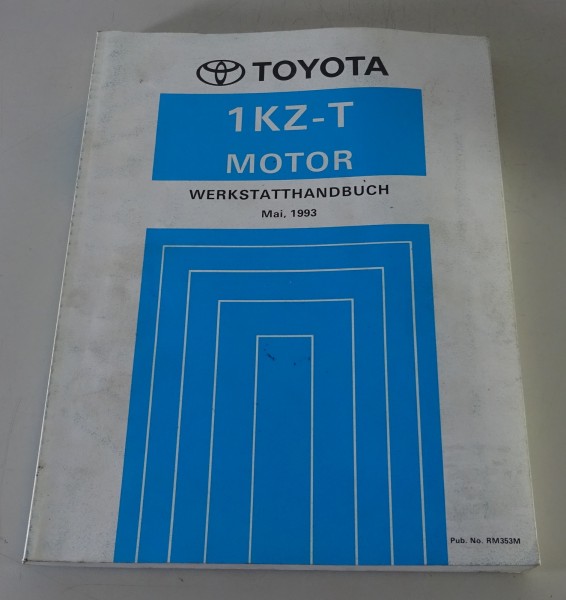 TOYOTA
1KZ-T
MOTOR
WERKSTATTHANDBUCH
Mai, 1993
Pub. No. RM353M